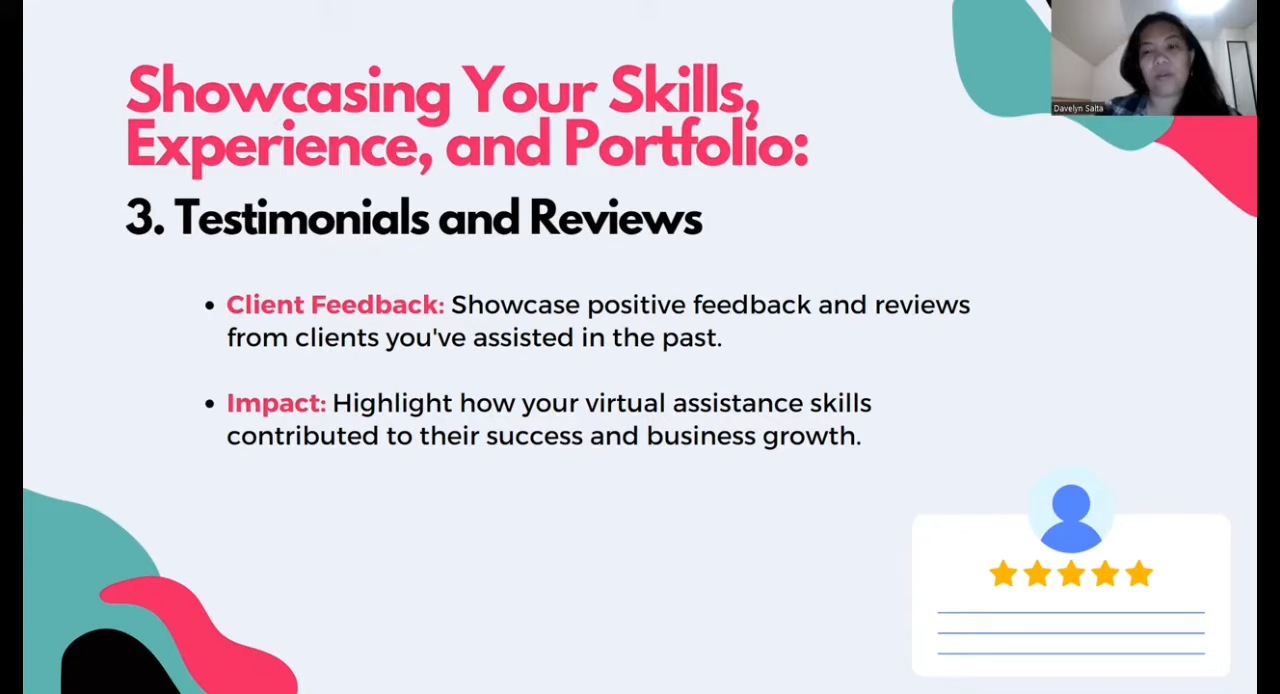 Showcasing Your Skills,
Experience, and Portfolio:
3. Testimonials and Reviews
• Client Feedback: Showcase positive feedback and reviews
from clients you've assisted in the past.
• Impact: Highlight how your virtual assistance skills
contributed to their success and business growth.
Davelyn Salta